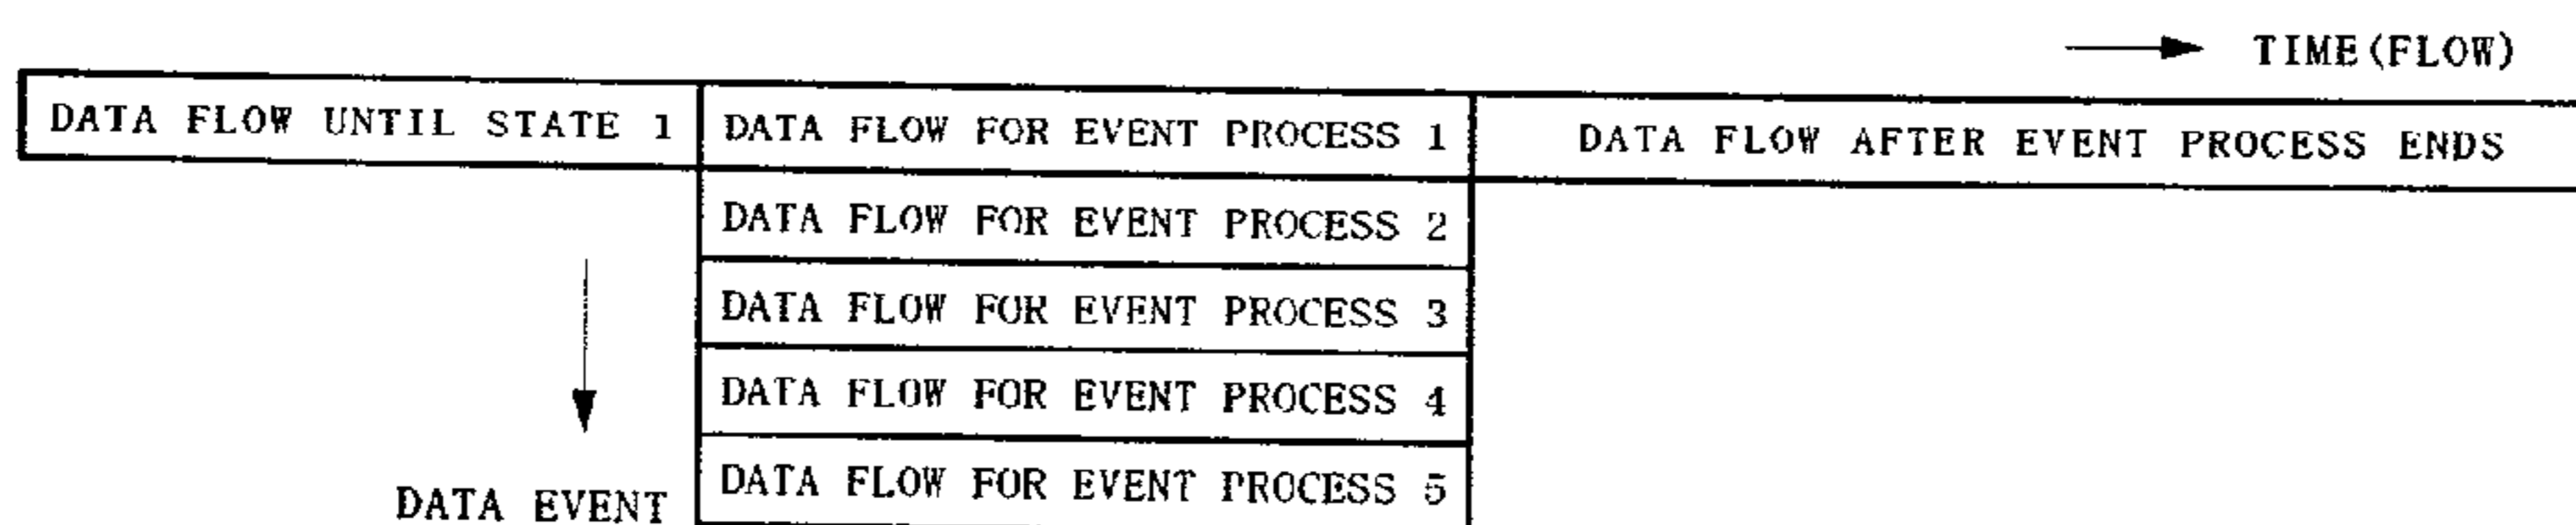 TIME(FLOW)
DATA FLOW UNTIL STATE 1
DATA FLOW FOR EVENT PROCESS 1
DATA FLOW AFTER EVENT PROCESS ENDS
DATA FLOW FOR EVENT PROCESS 2
DATA FLOW FOR EVENT PROCESS 3
DATA FLOW FOR EVENT PROCESS 4
DATA FLOW FOR EVENT PROCESS 5
DATA EVENT